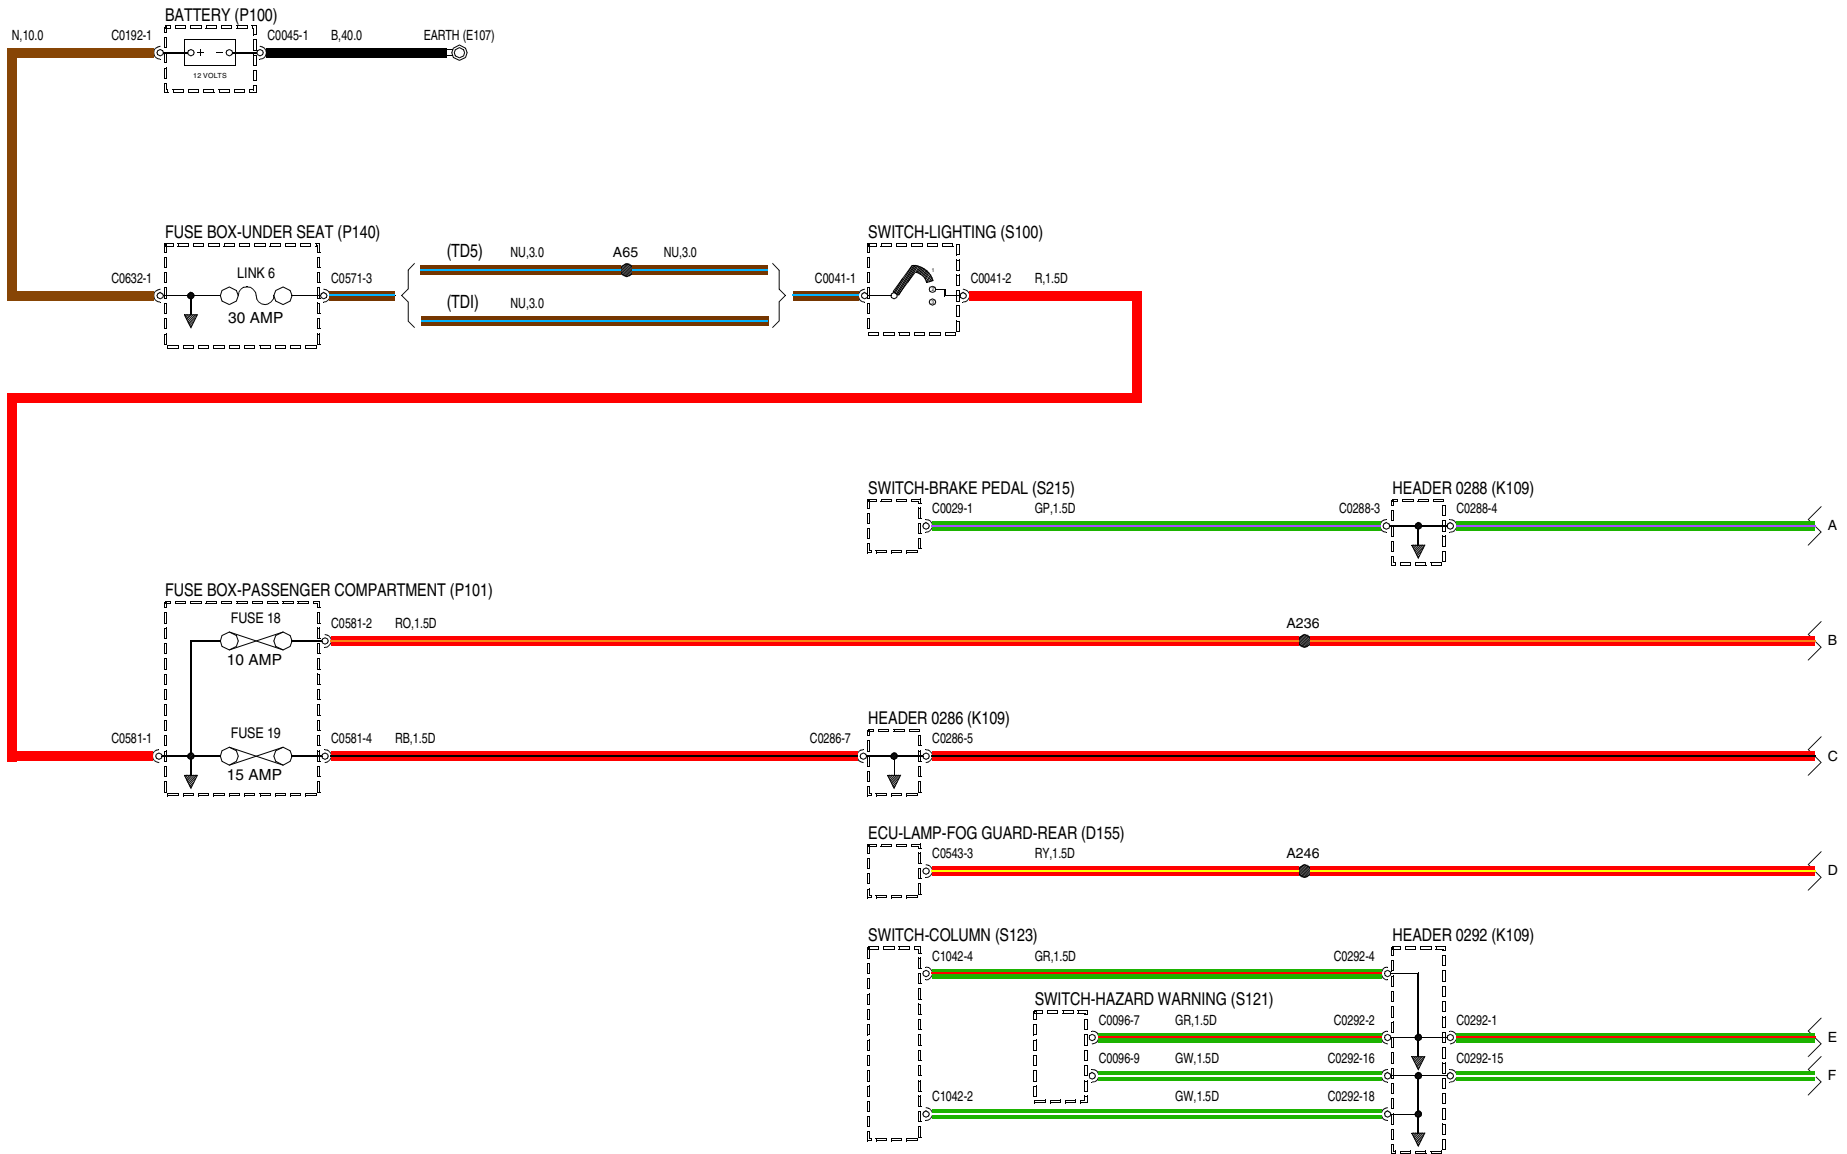 BATTERY (P100)
N,10.0 C0192-1 C0045-1 B,40.0 EARTH (E107)
+ −
12 VOLTS
FUSE BOX-UNDER SEAT (P140) SWITCH-LIGHTING (S100)
(TD5) NU,3.0 A65 NU,3.0
C0632-1 LINK 6 C0571-3 C0041-1 1 C0041-2 R,1.5D
2
(TDI) NU,3.0 3
30 AMP
SWITCH-BRAKE PEDAL (S215) HEADER 0288 (K109)
C0029-1 GP,1.5D C0288-3 C0288-4
A
FUSE BOX-PASSENGER COMPARTMENT (P101)
FUSE 18 C0581-2 RO,1.5D A236
B
10 AMP
HEADER 0286 (K109)
C0581-1 FUSE 19 C0581-4 RB,1.5D C0286-7 C0286-5
C
15 AMP
ECU-LAMP-FOG GUARD-REAR (D155)
C0543-3 RY,1.5D A246
D
SWITCH-COLUMN (S123) HEADER 0292 (K109)
C1042-4 GR,1.5D C0292-4
SWITCH-HAZARD WARNING (S121)
C0096-7 GR,1.5D C0292-2 C0292-1
E
C0096-9 GW,1.5D C0292-16 C0292-15
F
C1042-2 GW,1.5D C0292-18